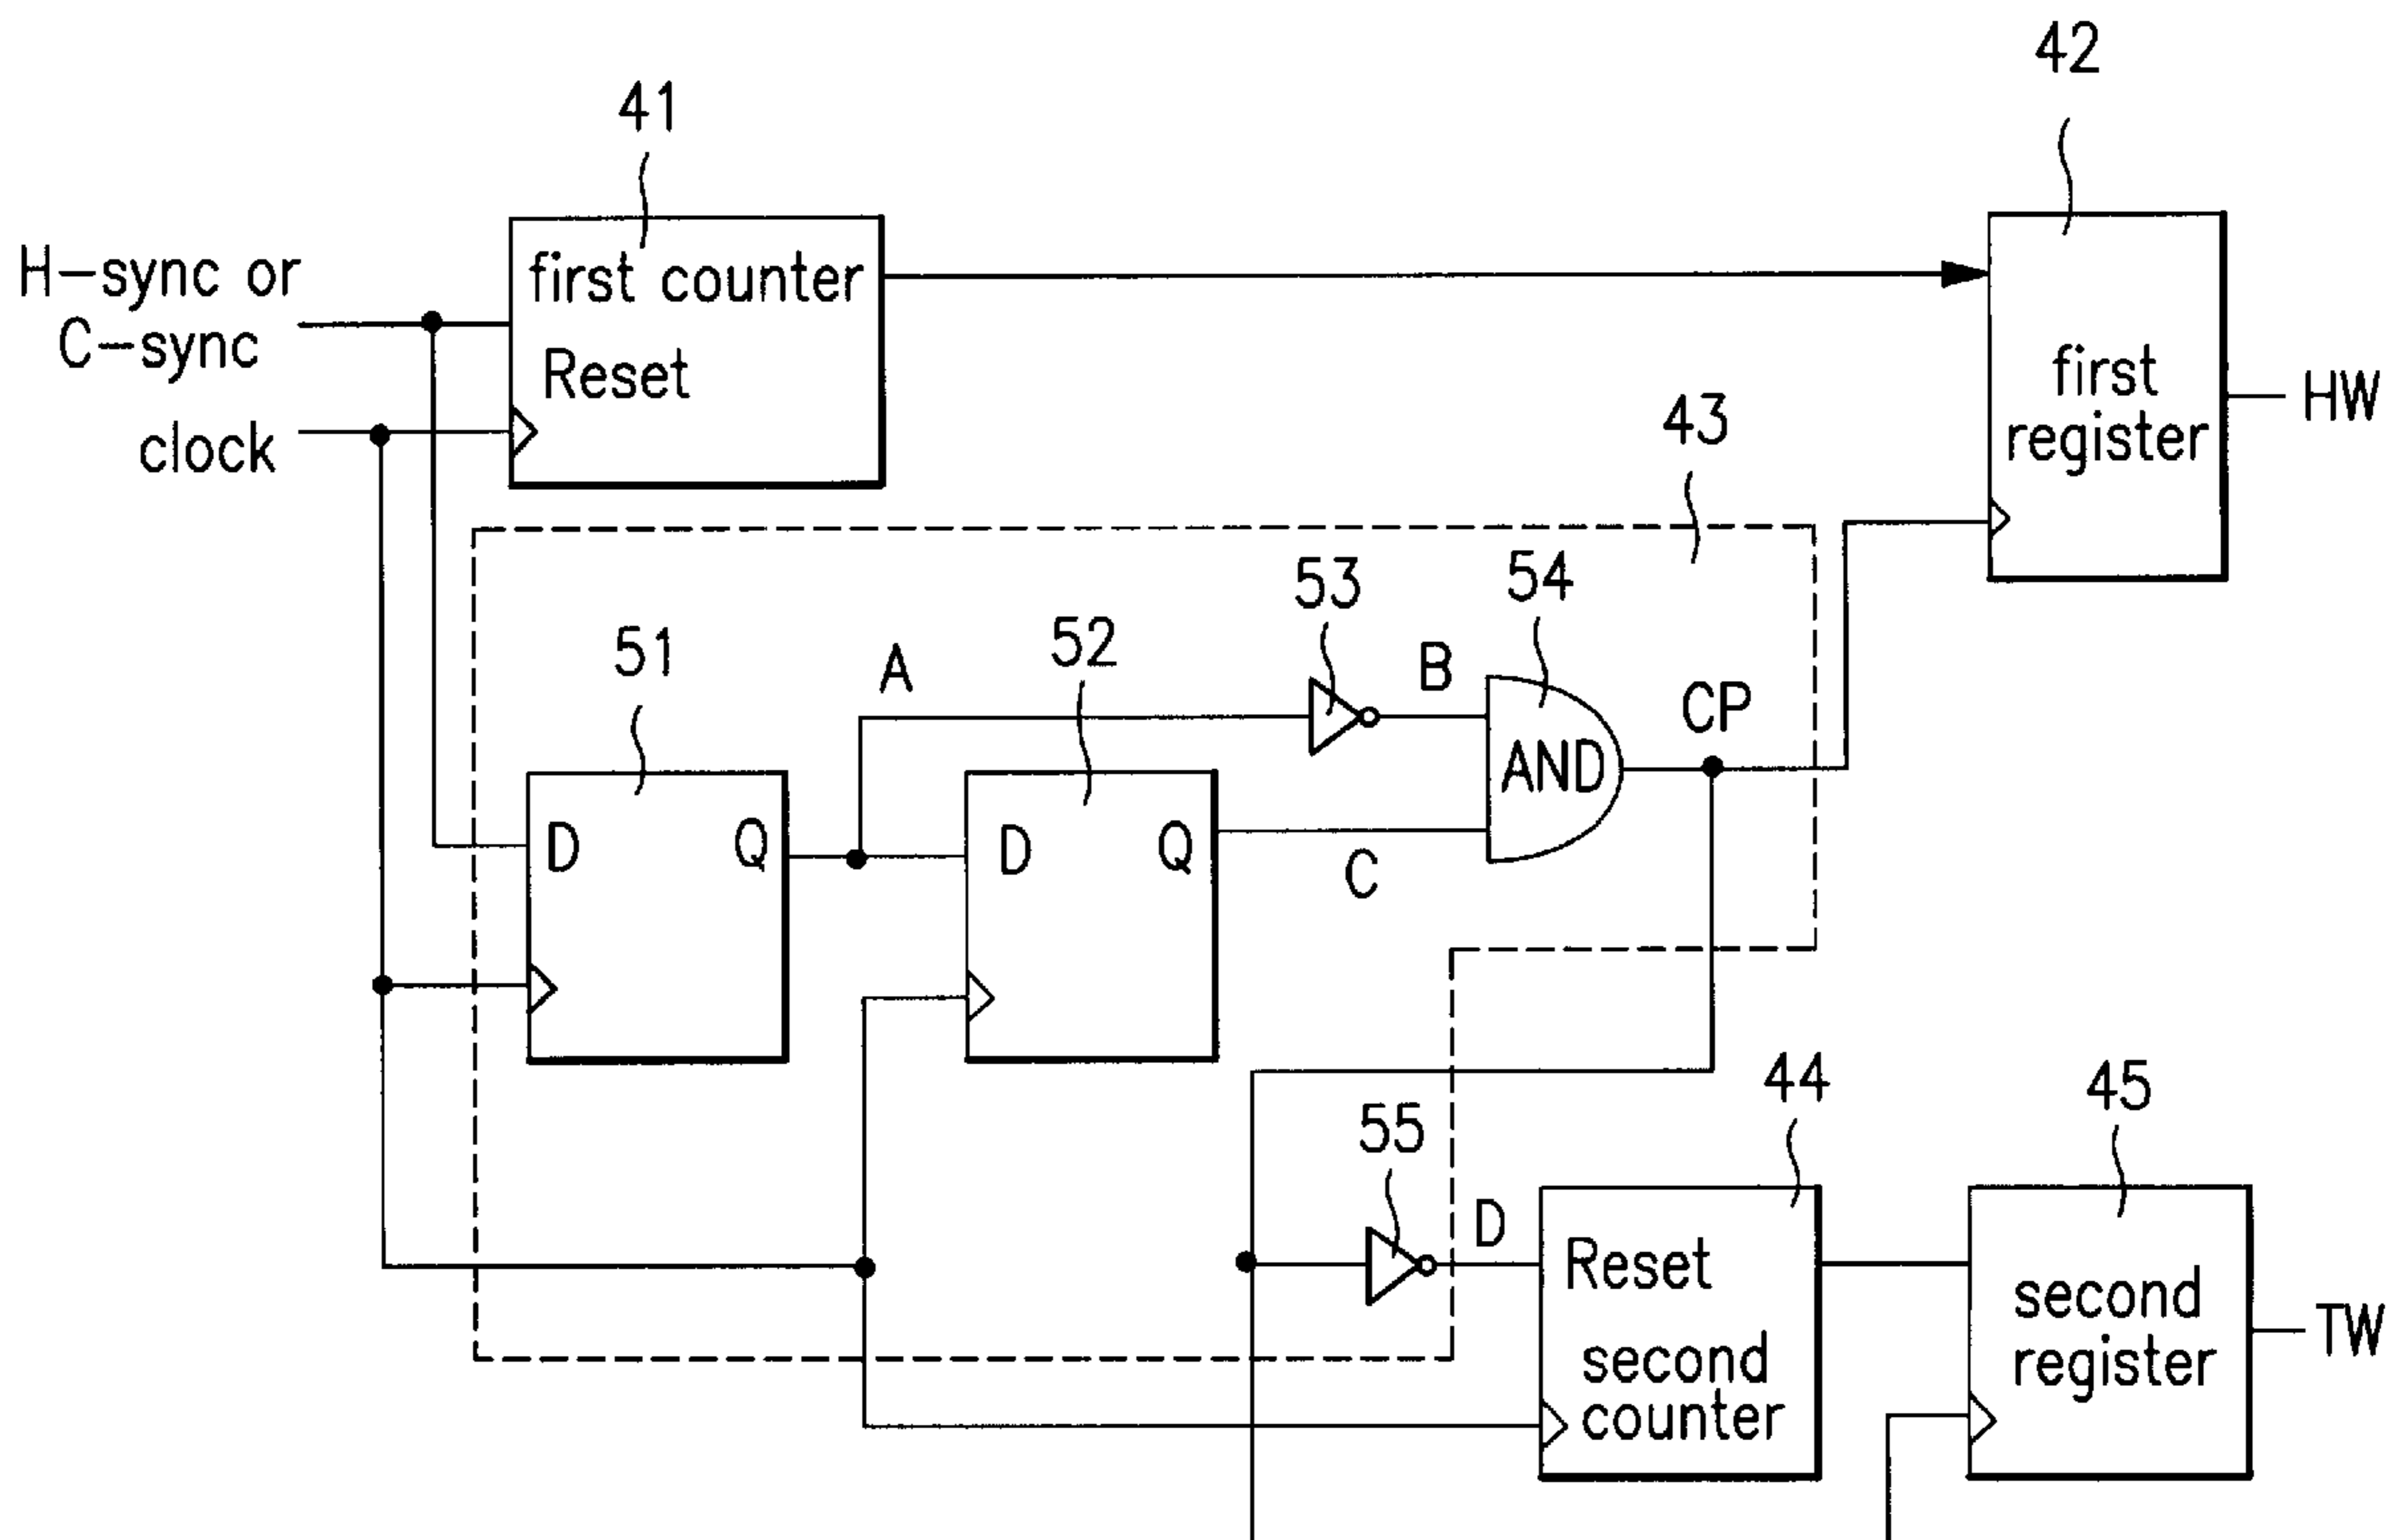 42
41
H-sync or
C-sync
clock
first counter
Reset
first
register
HW
43
53
54
51
A
52
B
CP
AND
D
Q
D
Q
C
44
45
55
D
Reset
second
counter
second
register
TW